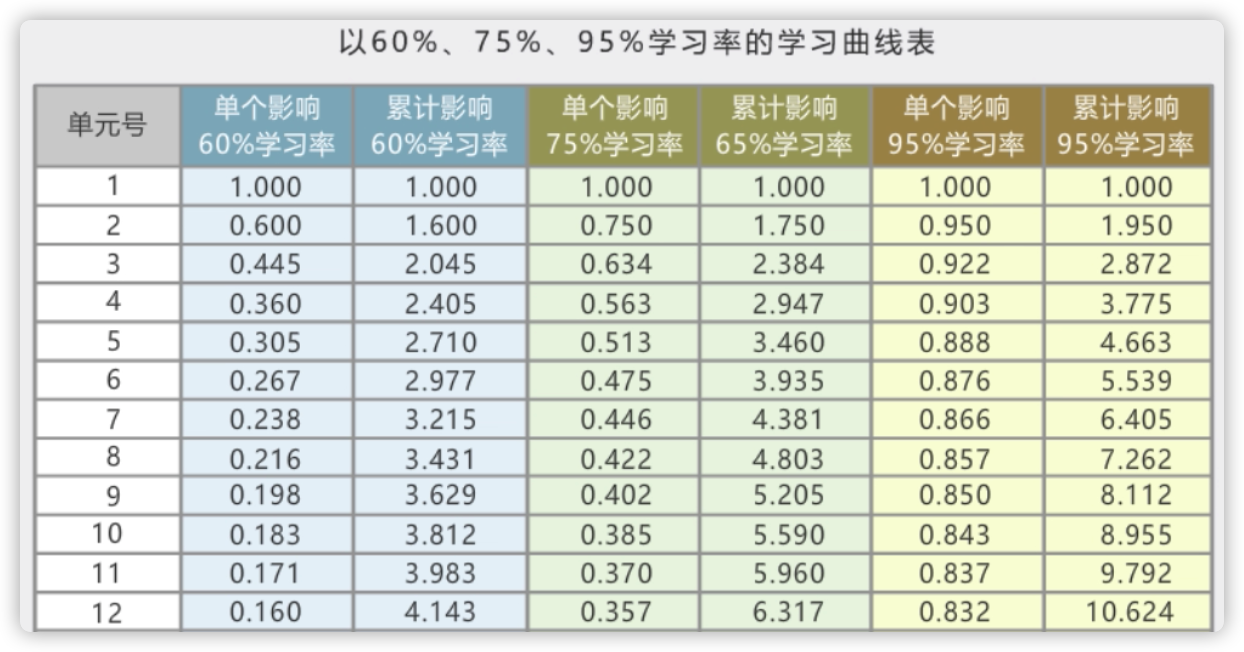 以60%、75%、95%学习率的学习曲线表
单元号 单个影响 累计影响 单个影响 累计影响 单个影响 累计影响
60%学习率 60%学习率 75%学习率 65%学习率 95%学习率 95%学习率
1 1.000 1.000 1.000 1.000 1.000 1.000
2 0.600 1.600 0.750 1.750 0.950 1.950
3 0.445 2.045 0.634 2.384 0.922 2.872
4 0.360 2.405 0.563 2.947 0.903 3.775
5 0.305 2.710 0.513 3.460 0.888 4.663
6 0.267 2.977 0.475 3.935 0.876 5.539
7 0.238 3.215 0.446 4.381 0.866 6.405
8 0.216 3.431 0.422 4.803 0.857 7.262
9 0.198 3.629 0.402 5.205 0.850 8.112
10 0.183 3.812 0.385 5.590 0.843 8.955
11 0.171 3.983 0.370 5.960 0.837 9.792
12 0.160 4.143 0.357 6.317 0.832 10.624